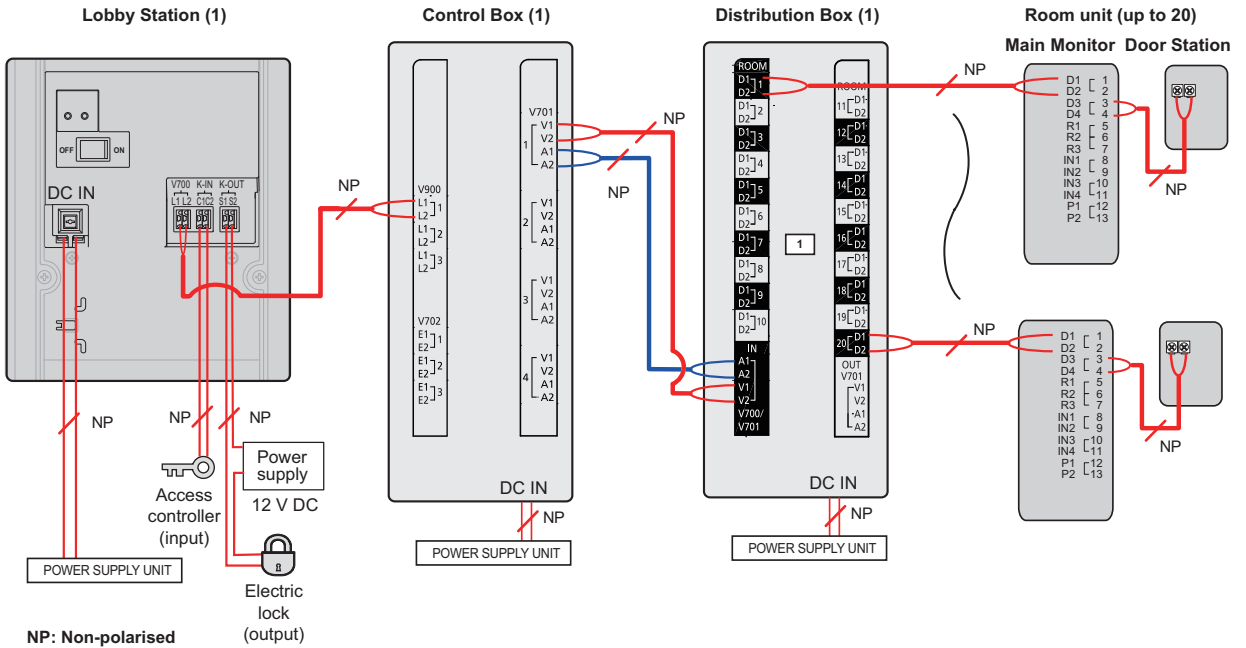 Lobby Station (1)
Control Box (1)
Distribution Box (1)
Room unit (up to 20)
Main Monitor
Door Station
OFF
ON
DC IN
V700 K-IN K-OUT
L1 L2 C1C2 S1 S2
NP
NP
NP
NP
Access
controller
(input)
Power
supply
12 V DC
Electric
lock
(output)
POWER SUPPLY UNIT
NP: Non-polarised
V900
L1
L2
1
L1
L2
2
L1
L2
3
V702
E1
E2
1
E1
E2
2
E1
E2
3
V701
1
V1
V2
A1
A2
2
V1
V2
A1
A2
3
V1
V2
A1
A2
4
V1
V2
A1
A2
DC IN
NP
POWER SUPPLY UNIT
NP
NP
ROOM
D1
D2
1
D1
D2
2
D1
D2
3
D1
D2
4
D1
D2
5
D1
D2
6
D1
D2
7
D1
D2
8
D1
D2
9
D1
D2
10
IN
A1
A2
V1
V2
V700/
V701
1
ROOM
11
D1
D2
12
D1
D2
13
D1
D2
14
D1
D2
15
D1
D2
16
D1
D2
17
D1
D2
18
D1
D2
19
D1
D2
20
D1
D2
OUT
V701
V1
V2
A1
A2
DC IN
NP
POWER SUPPLY UNIT
NP
D1 1
D2 2
D3 3
D4 4
R1 5
R2 6
R3 7
IN1 8
IN2 9
IN3 10
IN4 11
P1 12
P2 13
NP
NP
D1 1
D2 2
D3 3
D4 4
R1 5
R2 6
R3 7
IN1 8
IN2 9
IN3 10
IN4 11
P1 12
P2 13
NP